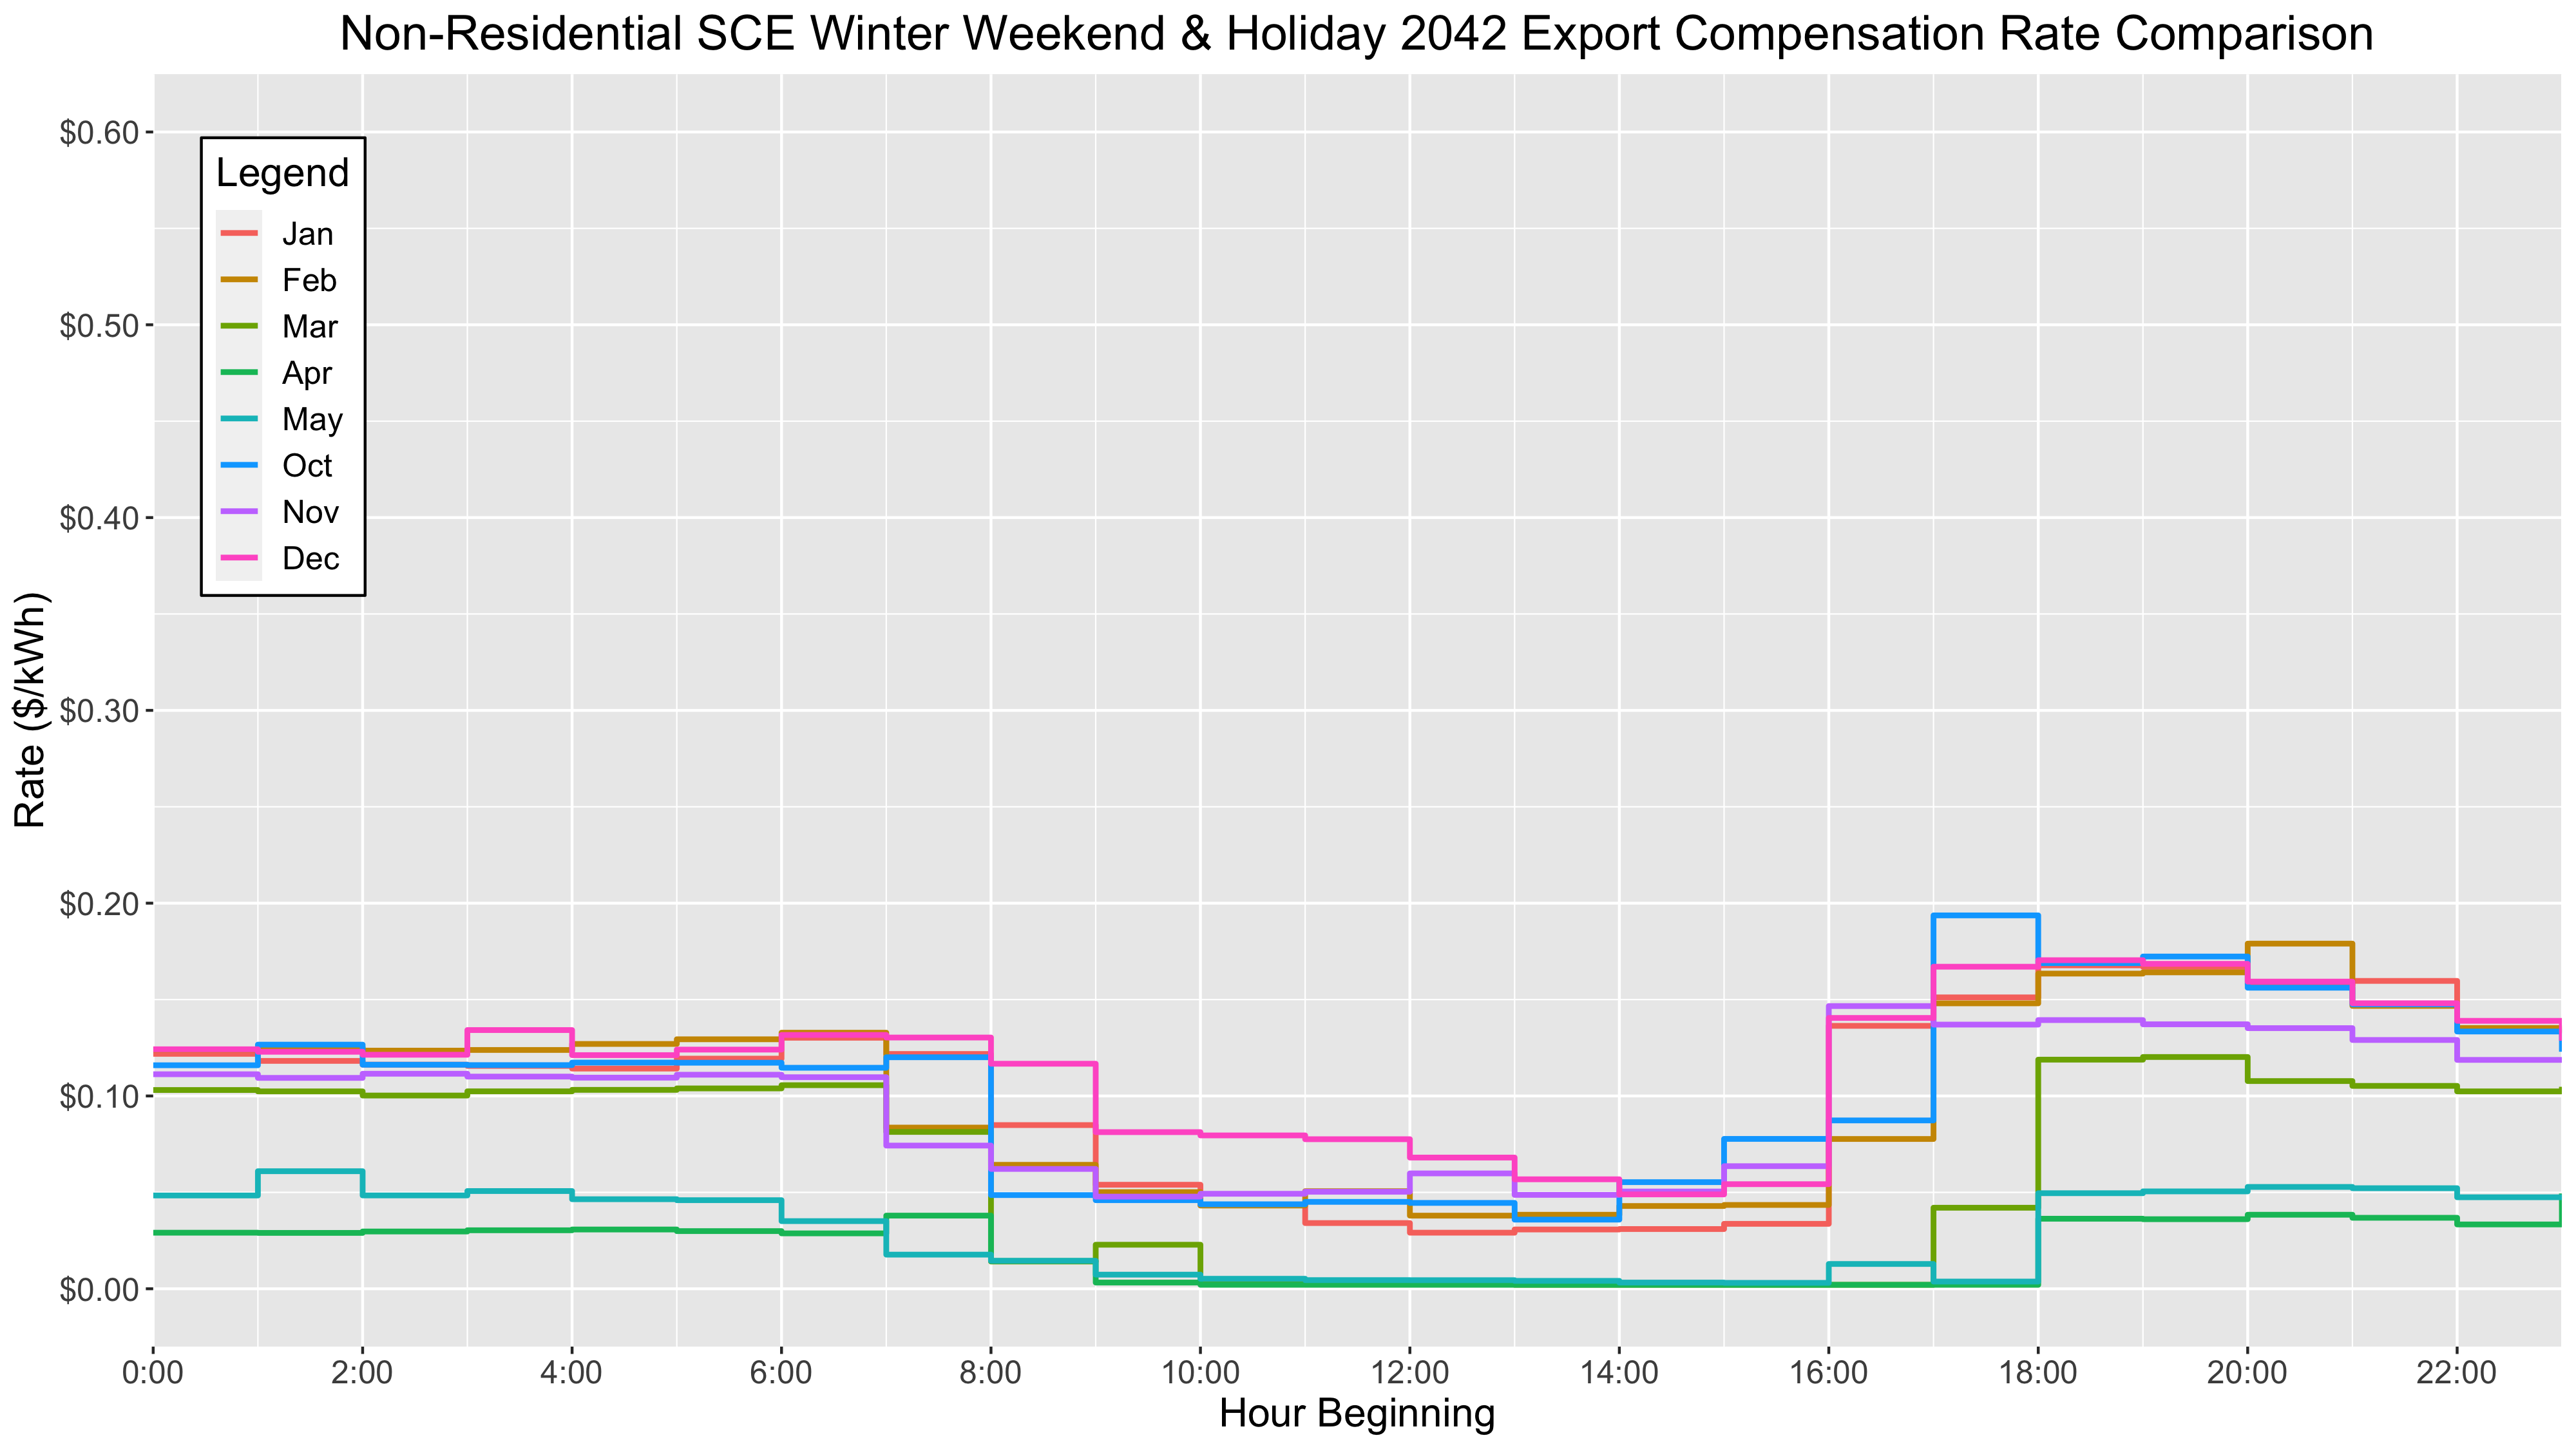 Non-Residential SCE Winter Weekend & Holiday 2042 Export Compensation Rate Comparison
$0.60
$0.50
$0.40
$0.30
$0.20
$0.10
$0.00
Rate ($/kWh)
Legend
Jan
Feb
Mar
Apr
May
Oct
Nov
Dec
0:00 2:00 4:00 6:00 8:00 10:00 12:00 14:00 16:00 18:00 20:00 22:00
Hour Beginning